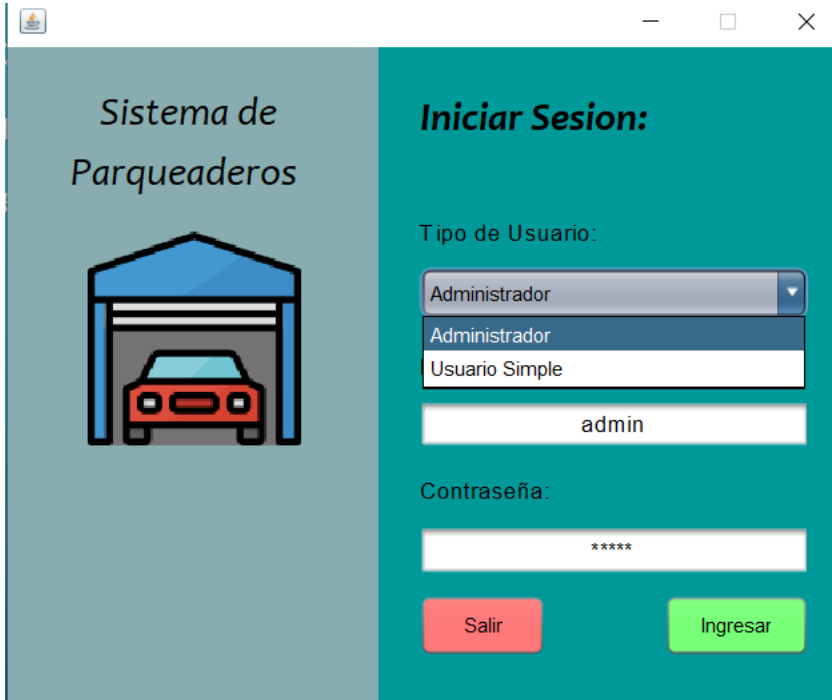 Sistema de
Parqueaderos
Iniciar Sesion:
Tipo de Usuario:
Administrador
Administrador
Usuario Simple
admin
Contraseña:
*****
Salir
Ingresar